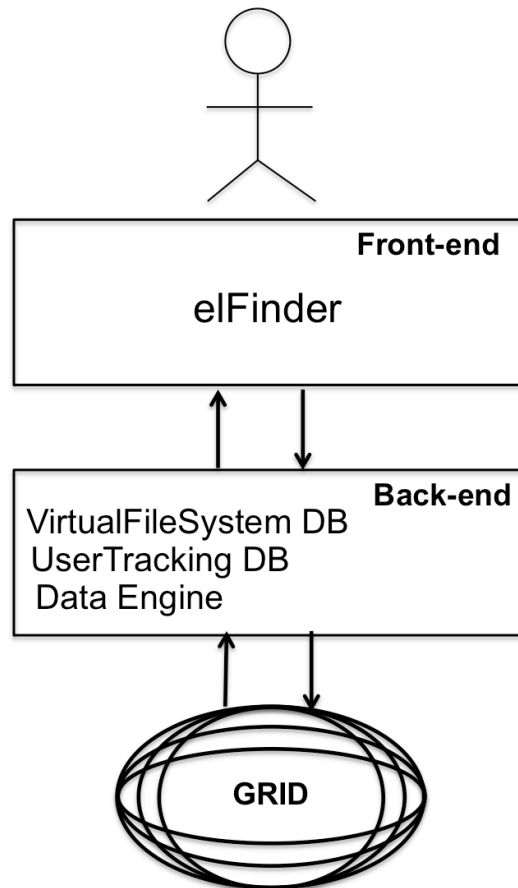 Front-end
elFinder
Back-end
VirtualFileSystem DB
UserTracking DB
Data Engine
GRID